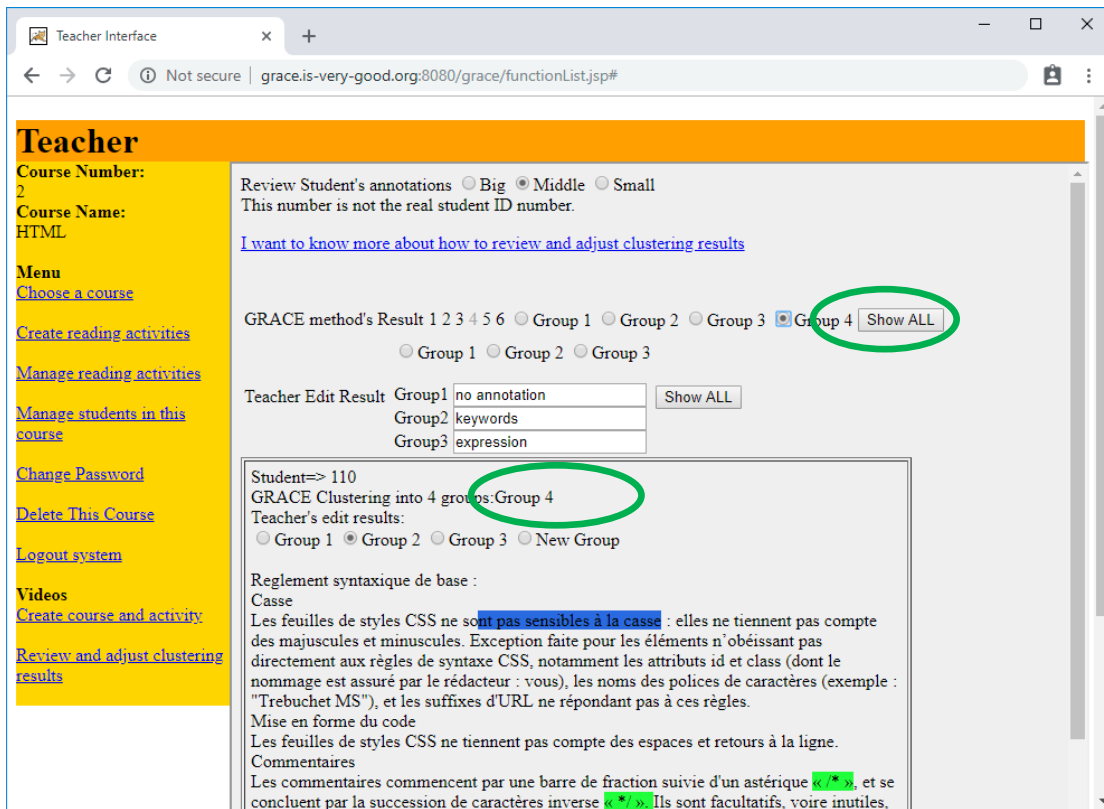 Teacher Interface
Not secure | grace.is-very-good.org:8080/grace/functionList.jsp#
Teacher
Course Number:
2
Course Name:
HTML
Menu
Choose a course
Create reading activities
Manage reading activities
Manage students in this
course
Change Password
Delete This Course
Logout system
Videos
Create course and activity
Review and adjust clustering
results
Review Student's annotations Big Middle Small
This number is not the real student ID number.
I want to know more about how to review and adjust clustering results
GRACE method's Result 1 2 3 4 5 6 Group 1 Group 2 Group 3 Group 4 Show ALL
Group 1 Group 2 Group 3
Teacher Edit Result Group1 no annotation Show ALL
Group2 keywords
Group3 expression
Student=> 110
GRACE Clustering into 4 groups:Group 4
Teacher's edit results:
Group 1 Group 2 Group 3 New Group
Reglement syntaxique de base :
Casse
Les feuilles de styles CSS ne sont pas sensibles à la casse : elles ne tiennent pas compte
des majuscules et minuscules. Exception faite pour les éléments n’obéissant pas
directement aux règles de syntaxe CSS, notamment les attributs id et class (dont le
nommage est assuré par le rédacteur : vous), les noms des polices de caractères (exemple :
"Trebuchet MS"), et les suffixes d'URL ne répondant pas à ces règles.
Mise en forme du code
Les feuilles de styles CSS ne tiennent pas compte des espaces et retours à la ligne.
Commentaires
Les commentaires commencent par une barre de fraction suivie d'un astérique « /* », et se
concluent par la succession de caractères inverse « */ ». Ils sont facultatifs, voire inutiles,